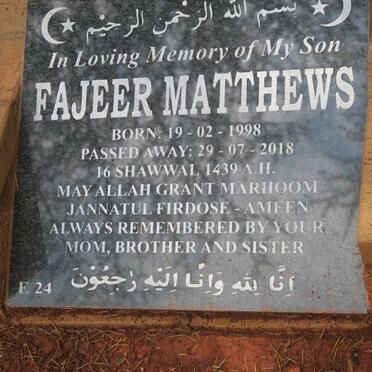 بسم الله الرحمن الرحيم
In Loving Memory of My Son
FAJEER MATTHEWS
BORN: 19 - 02 - 1998
PASSED AWAY: 29 - 07 - 2018
16 SHAWWAL 1439 A.H.
MAY ALLAH GRANT MARHOOM
JANNATUL FIRDOSE - AMEEN
ALWAYS REMEMBERED BY YOUR
MOM, BROTHER AND SISTER
اِنَّا لِلّٰهِ وَاِنَّا اِلَيْهِ رٰجِعُوْنَ
E 24